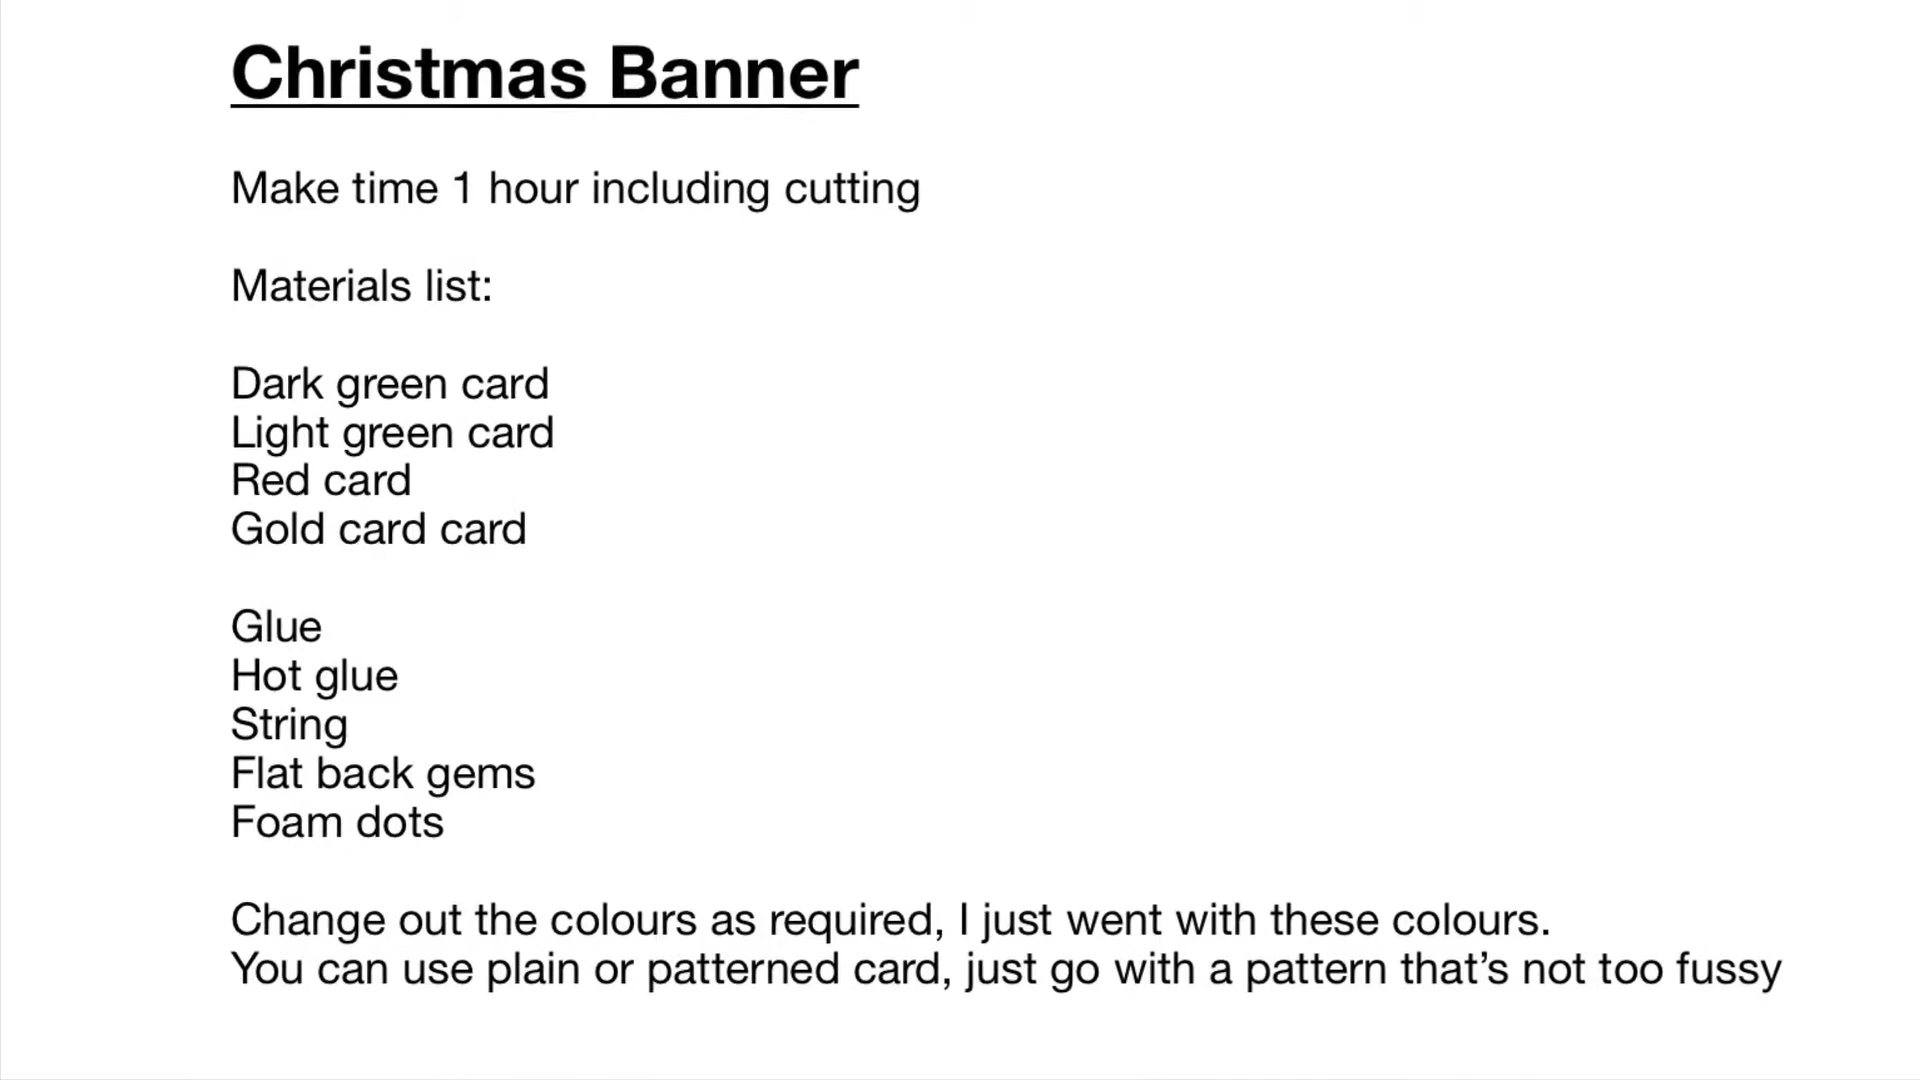 Christmas Banner
Make time 1 hour including cutting
Materials list:
Dark green card
Light green card
Red card
Gold card card
Glue
Hot glue
String
Flat back gems
Foam dots
Change out the colours as required, I just went with these colours.
You can use plain or patterned card, just go with a pattern that’s not too fussy